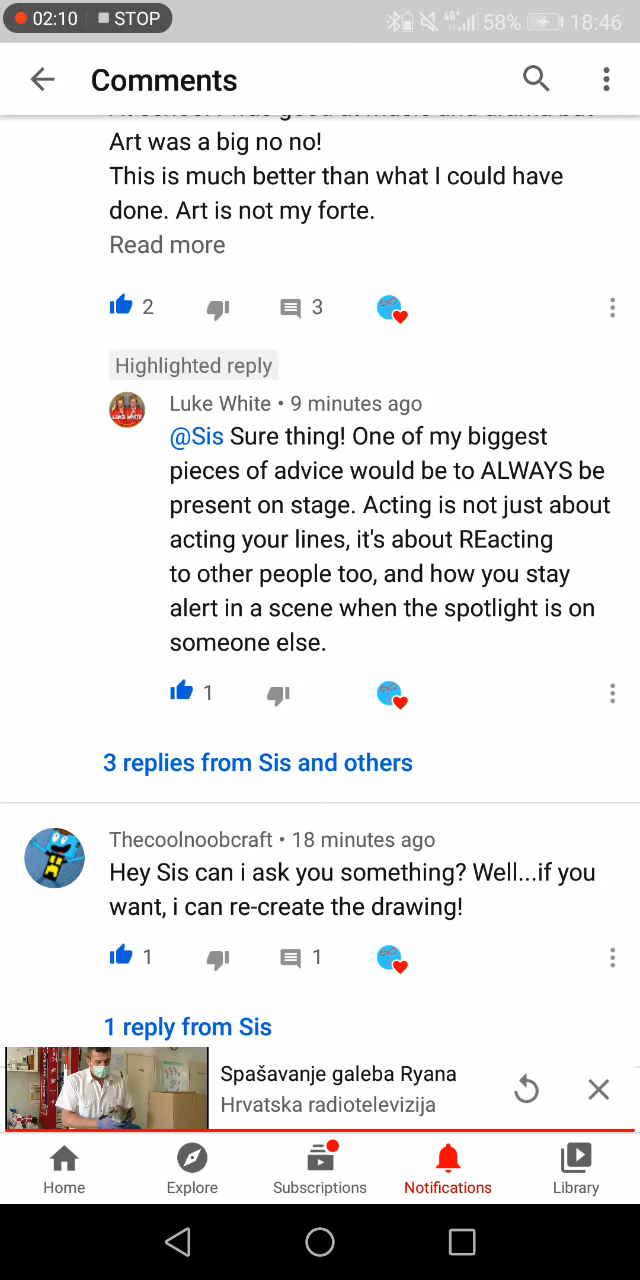 02:10 STOP 4G+ 58% 18:46
Comments
Art was a big no no!
This is much better than what I could have
done. Art is not my forte.
Read more
2 3
Highlighted reply
Luke White • 9 minutes ago
@Sis Sure thing! One of my biggest
pieces of advice would be to ALWAYS be
present on stage. Acting is not just about
acting your lines, it's about REacting
to other people too, and how you stay
alert in a scene when the spotlight is on
someone else.
1
3 replies from Sis and others
Thecoolnoobcraft • 18 minutes ago
Hey Sis can i ask you something? Well...if you
want, i can re-create the drawing!
1 1
1 reply from Sis
Spašavanje galeba Ryana
Hrvatska radiotelevizija
Home Explore Subscriptions Notifications Library